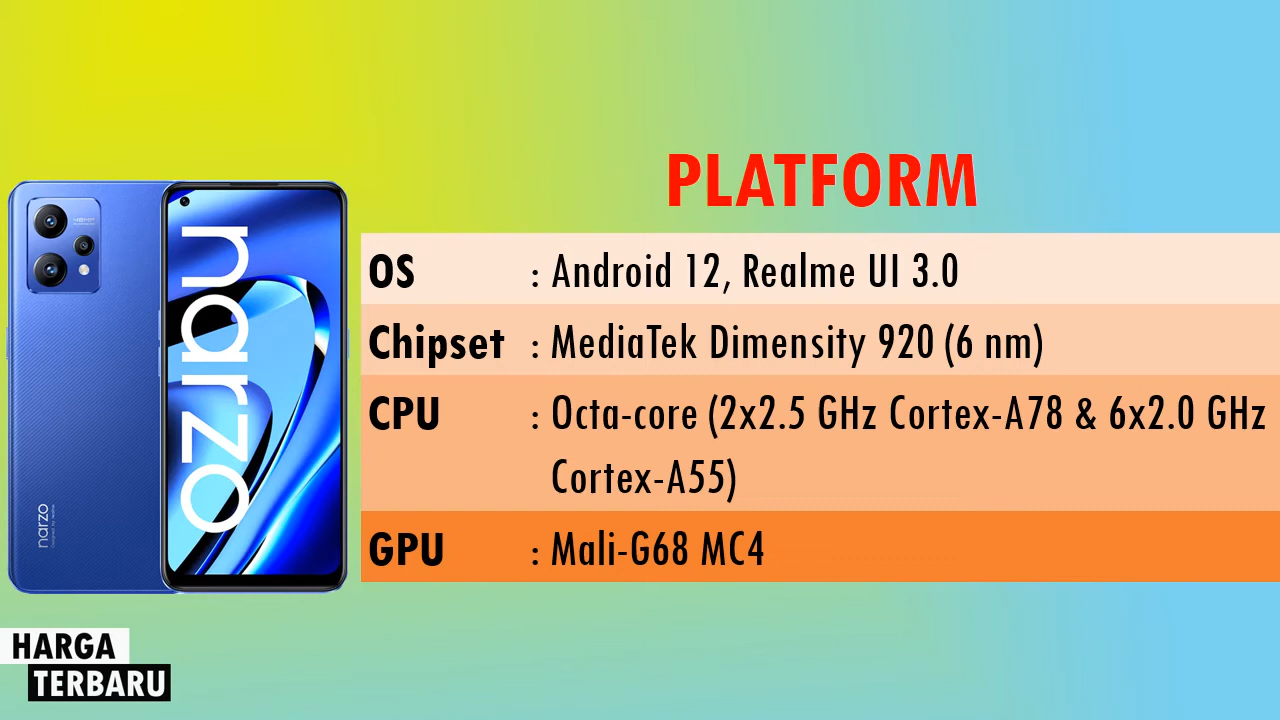 PLATFORM
OS : Android 12, Realme UI 3.0
Chipset : MediaTek Dimensity 920 (6 nm)
CPU : Octa-core (2x2.5 GHz Cortex-A78 & 6x2.0 GHz
Cortex-A55)
GPU : Mali-G68 MC4
narzo
narzo
HARGA
TERBARU